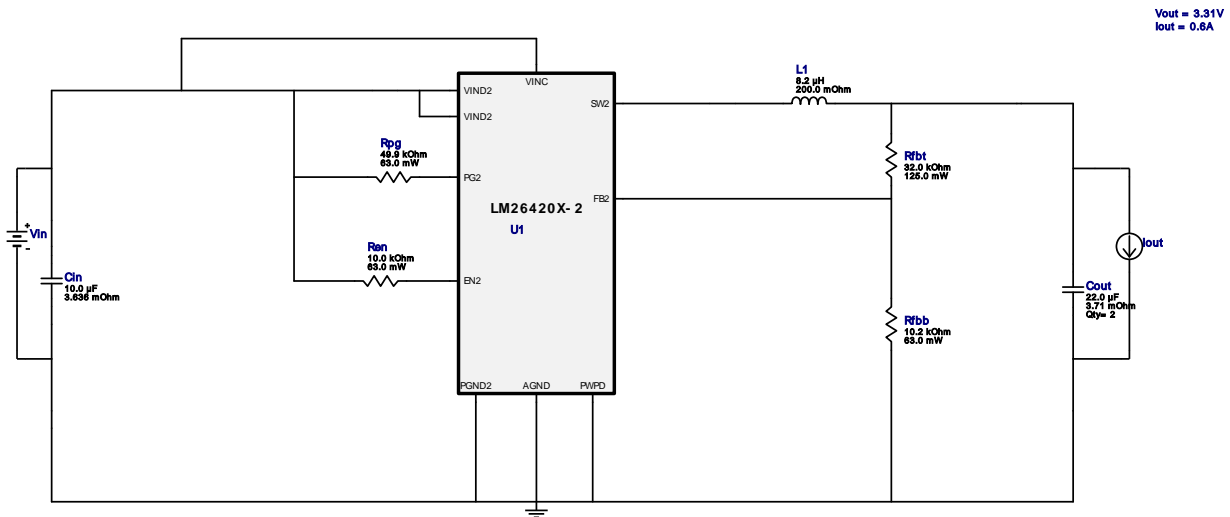 Vout = 3.31V
Iout = 0.6A
VINC
VIND2
VIND2
SW2
L1
8.2 µH
200.0 mOhm
Rpg
49.9 kOhm
63.0 mW
PG2
Rfbt
32.0 kOhm
125.0 mW
FB2
LM26420X-2
U1
Vin
+
-
Ren
10.0 kOhm
63.0 mW
EN2
Iout
Cin
10.0 µF
3.636 mOhm
Cout
22.0 µF
3.71 mOhm
Qty= 2
Rfbb
10.2 kOhm
63.0 mW
PGND2
AGND
PWPD